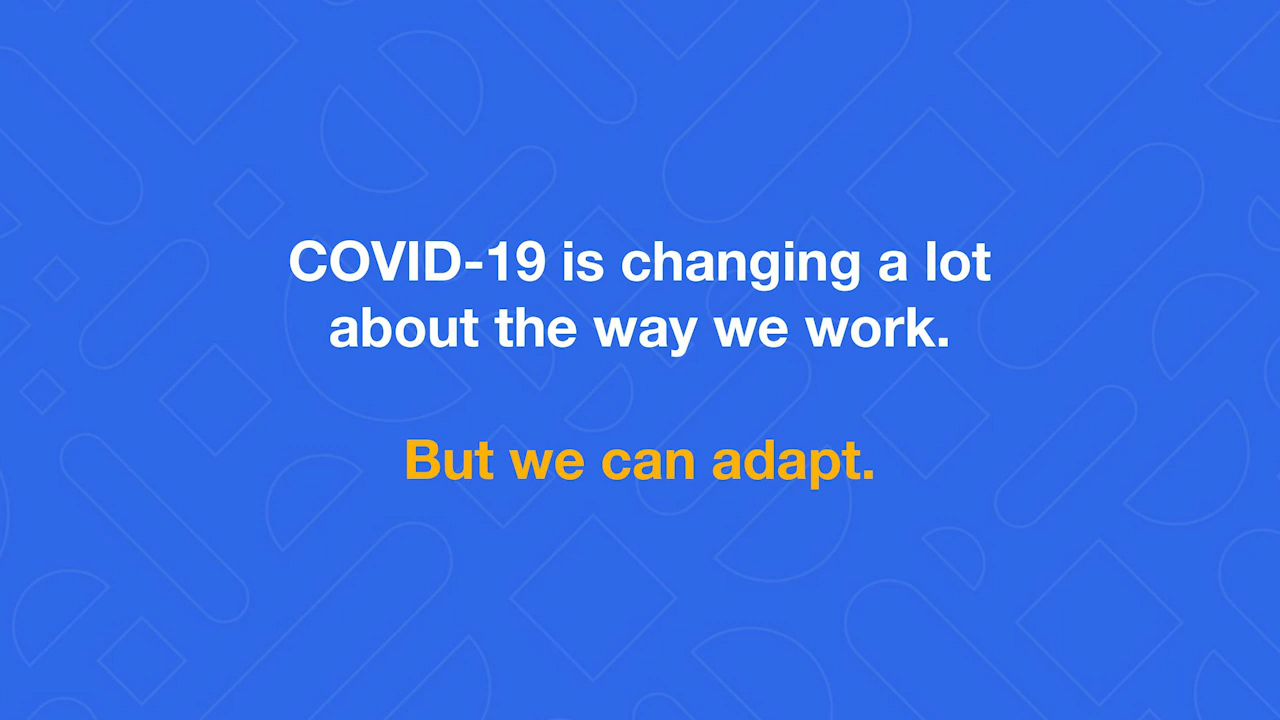 COVID-19 is changing a lot
about the way we work.
But we can adapt.